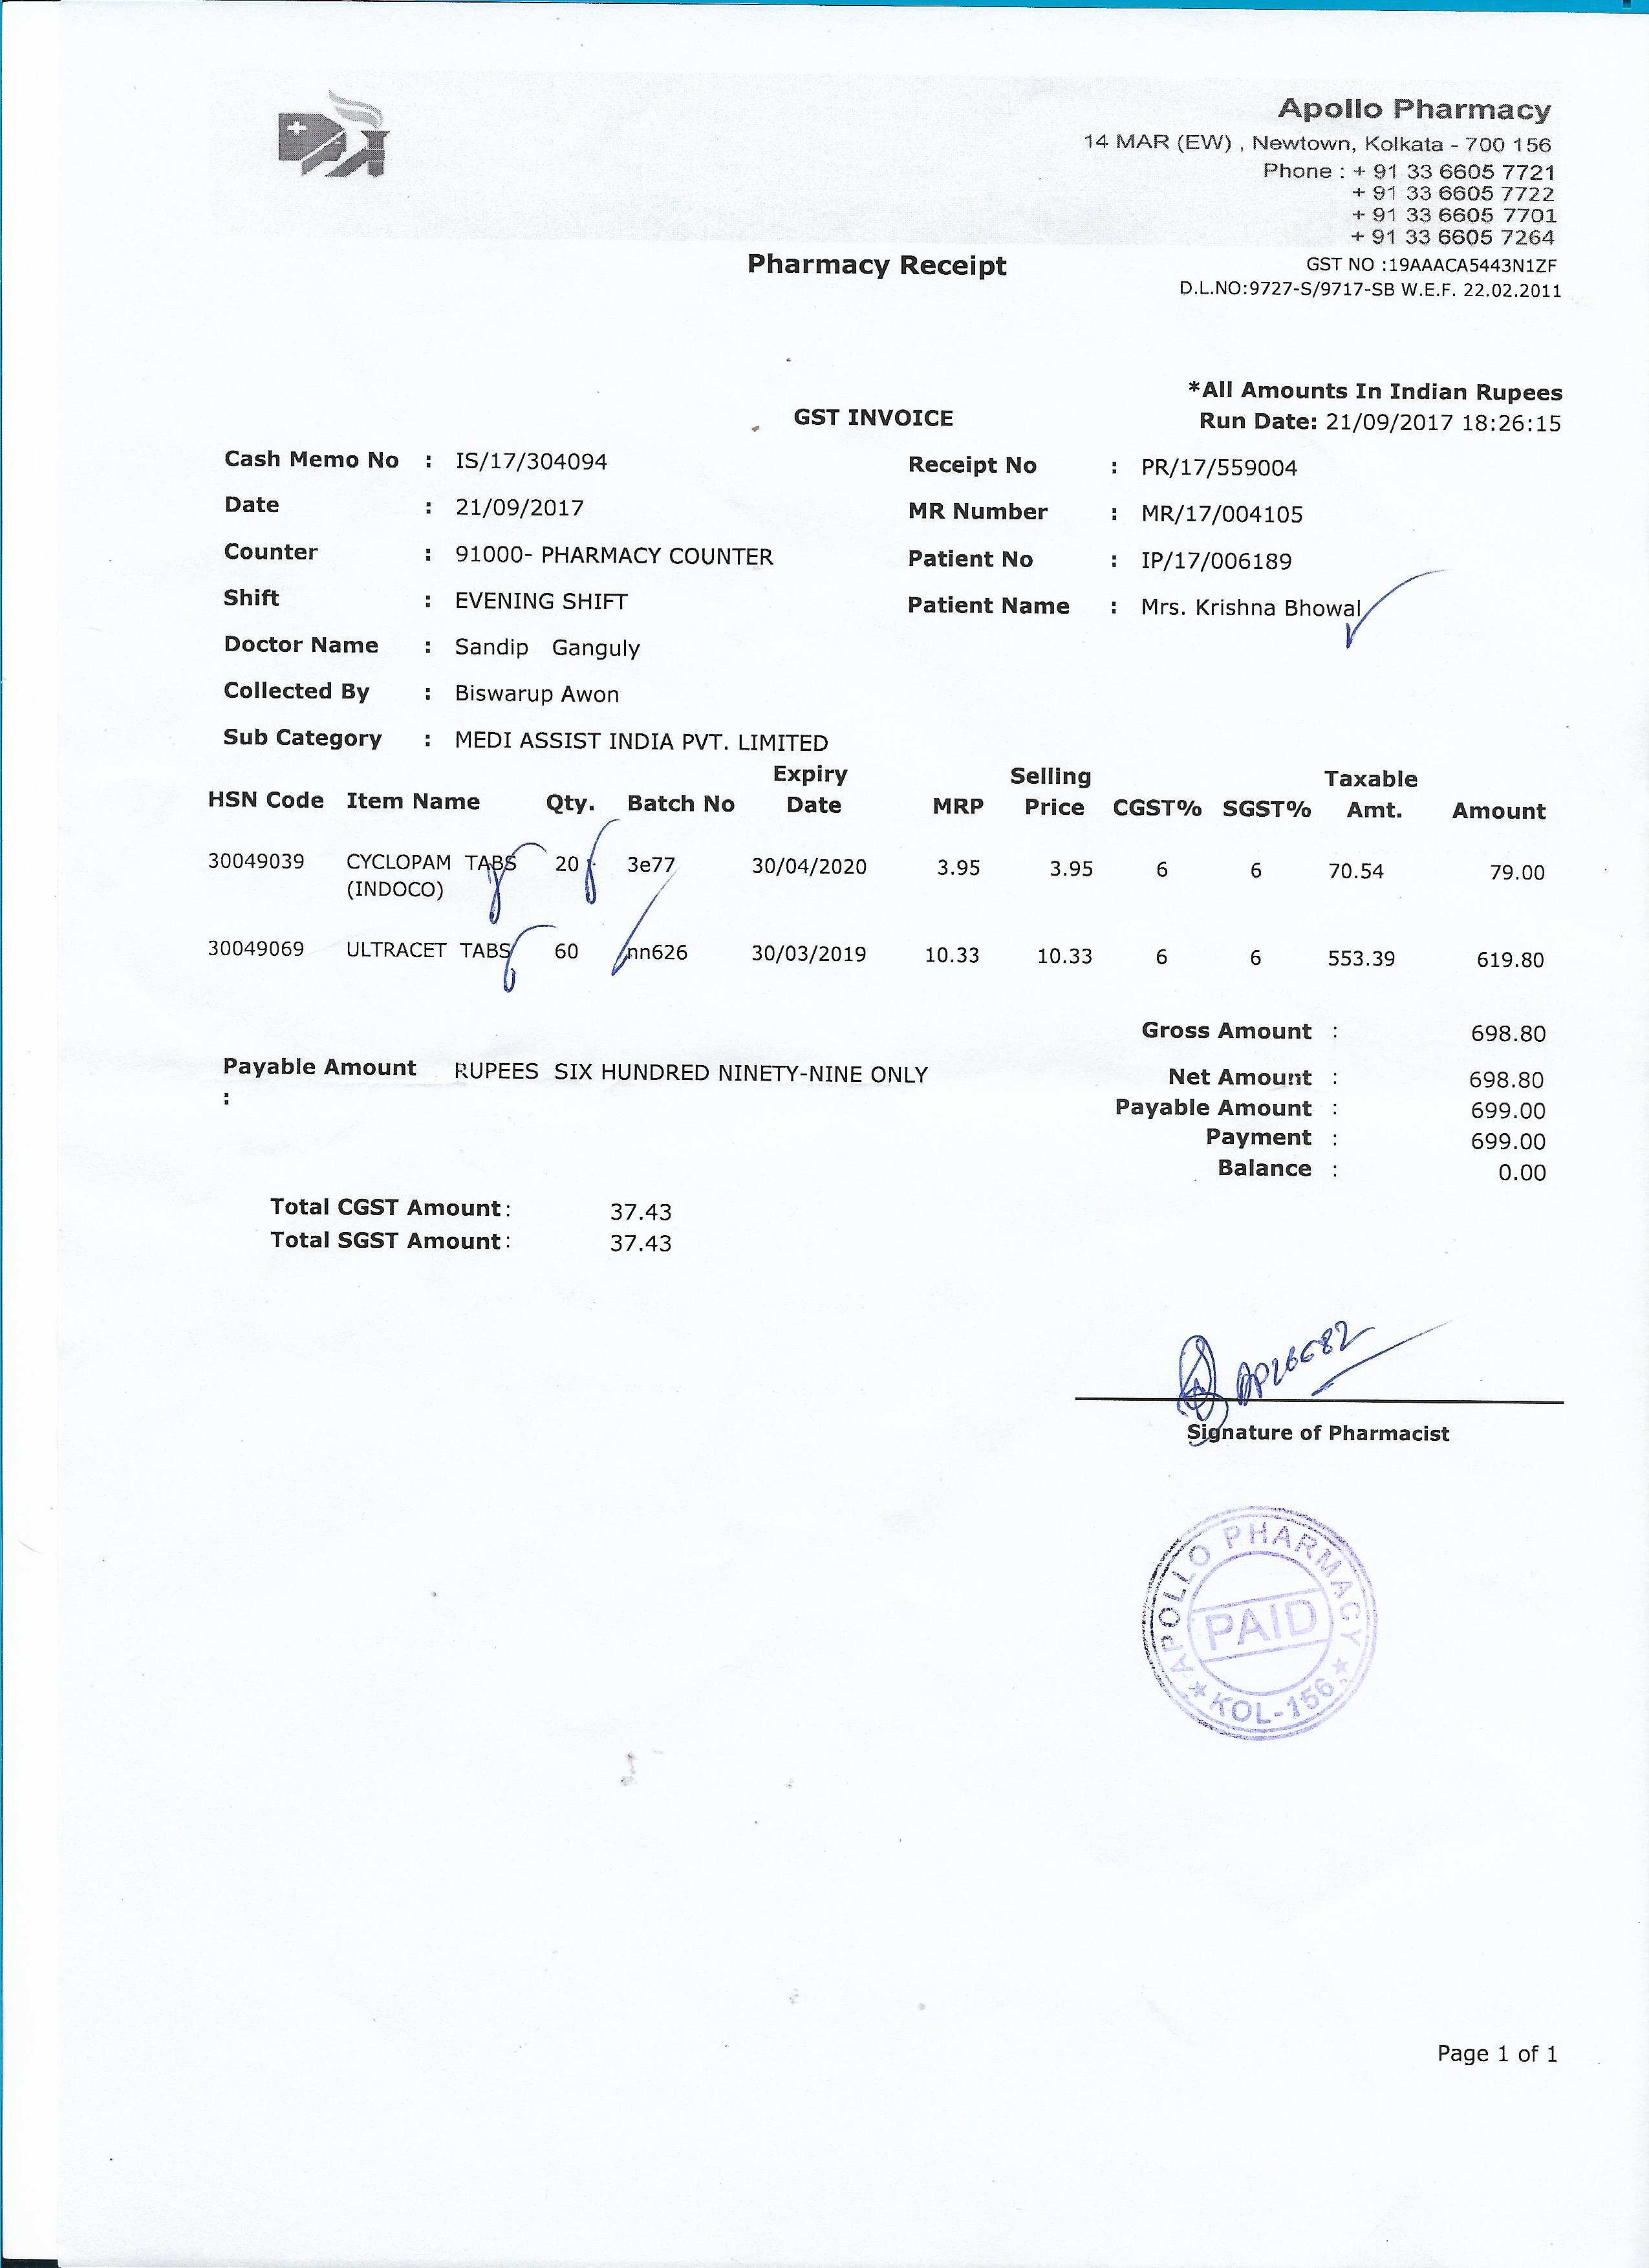 Apollo Pharmacy
14 MAR (EW) , Newtown, Kolkata - 700 156
Phone : + 91 33 6605 7721
+ 91 33 6605 7722
+ 91 33 6605 7701
+ 91 33 6605 7264
Pharmacy Receipt
GST NO :19AAACA5443N1ZF
D.L.NO:9727-S/9717-SB W.E.F. 22.02.2011
*All Amounts In Indian Rupees
GST INVOICE
Run Date: 21/09/2017 18:26:15
Cash Memo No : IS/17/304094 Receipt No : PR/17/559004
Date : 21/09/2017 MR Number : MR/17/004105
Counter : 91000- PHARMACY COUNTER Patient No : IP/17/006189
Shift : EVENING SHIFT Patient Name : Mrs. Krishna Bhowal
Doctor Name : Sandip Ganguly
Collected By : Biswarup Awon
Sub Category : MEDI ASSIST INDIA PVT. LIMITED
HSN Code Item Name Qty. Batch No Expiry Date MRP Selling Price CGST% SGST% Taxable Amt. Amount
30049039 CYCLOPAM TABS 20 3e77 30/04/2020 3.95 3.95 6 6 70.54 79.00
(INDOCO)
30049069 ULTRACET TABS 60 nn626 30/03/2019 10.33 10.33 6 6 553.39 619.80
Gross Amount : 698.80
Payable Amount : RUPEES SIX HUNDRED NINETY-NINE ONLY
Net Amount : 698.80
Payable Amount : 699.00
Payment : 699.00
Balance : 0.00
Total CGST Amount: 37.43
Total SGST Amount: 37.43
Signature of Pharmacist
APOLLO PHARMACY
PAID
KOL-156
Page 1 of 1